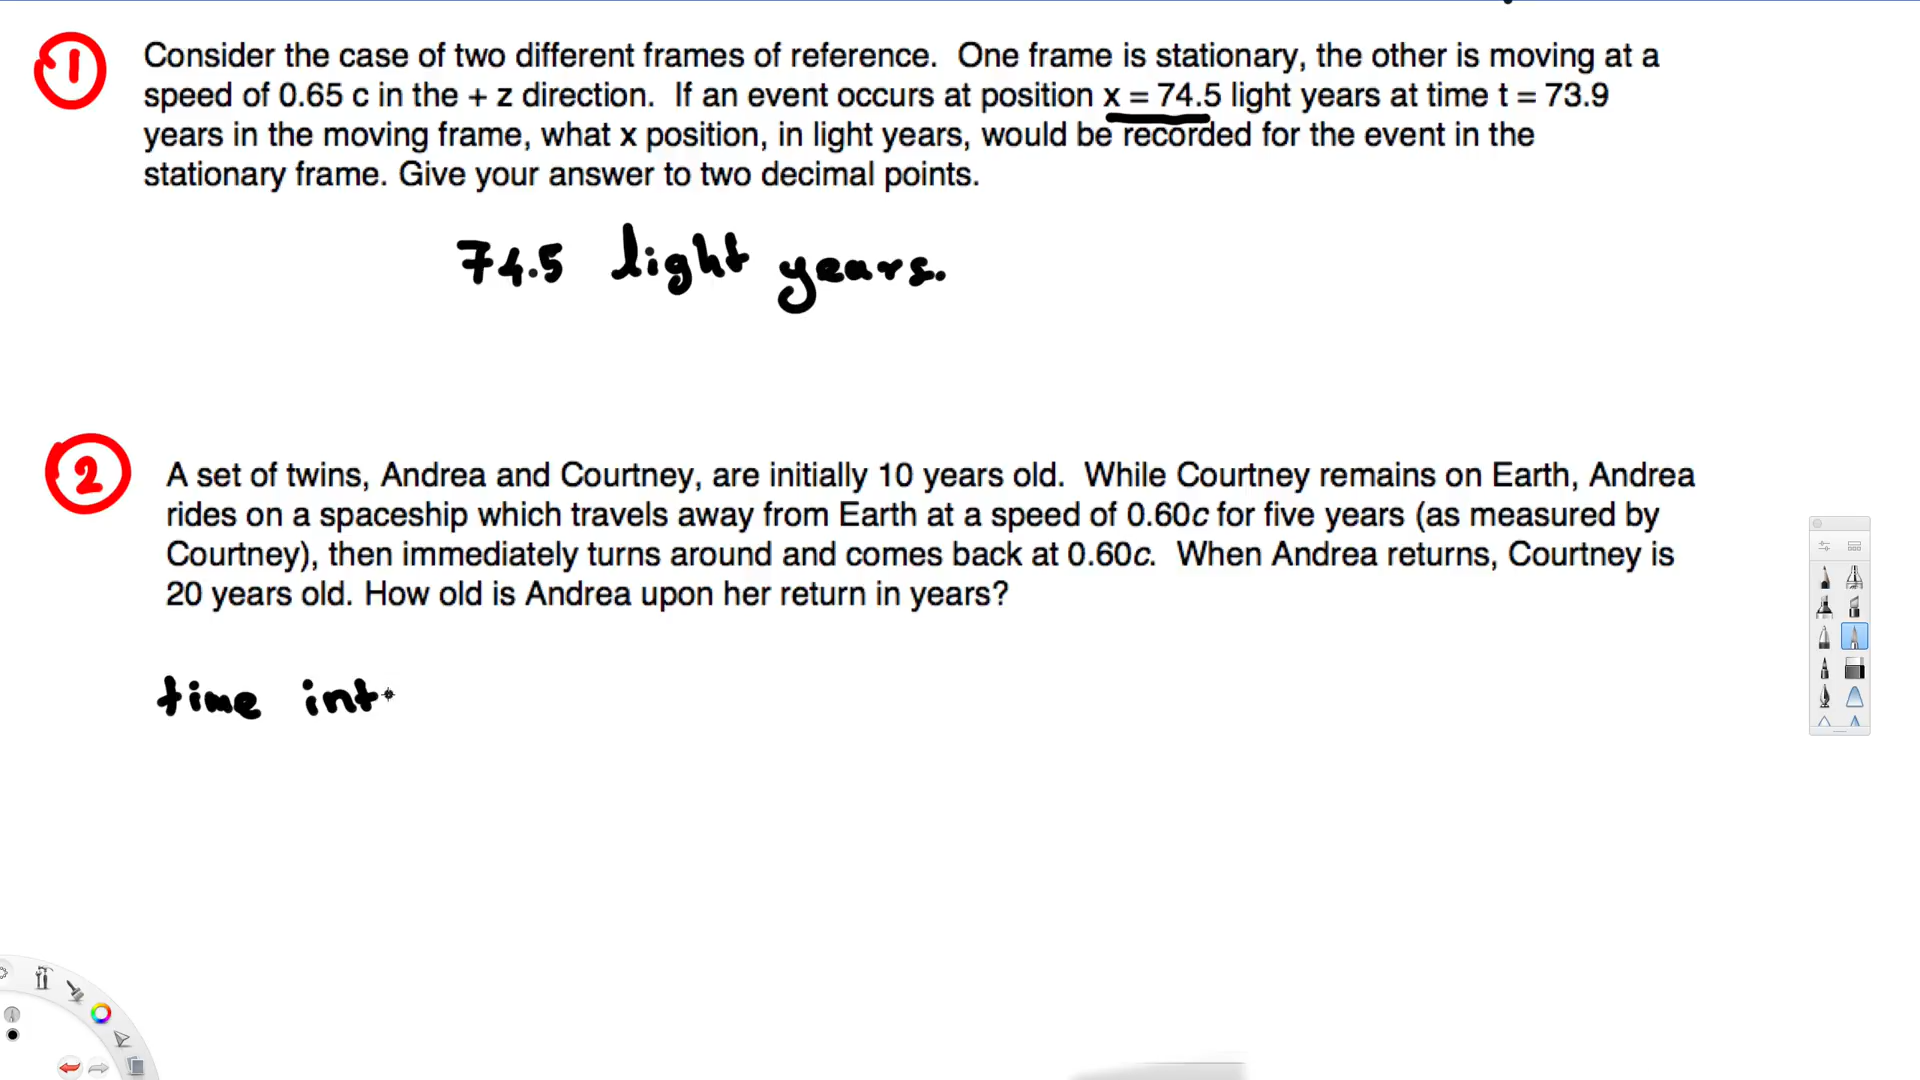 1
Consider the case of two different frames of reference.  One frame is stationary, the other is moving at a
speed of 0.65 c in the + z direction.  If an event occurs at position x = 74.5 light years at time t = 73.9
years in the moving frame, what x position, in light years, would be recorded for the event in the
stationary frame. Give your answer to two decimal points.
74.5 light years.
2
A set of twins, Andrea and Courtney, are initially 10 years old.  While Courtney remains on Earth, Andrea
rides on a spaceship which travels away from Earth at a speed of 0.60c for five years (as measured by
Courtney), then immediately turns around and comes back at 0.60c.  When Andrea returns, Courtney is
20 years old. How old is Andrea upon her return in years?
time int